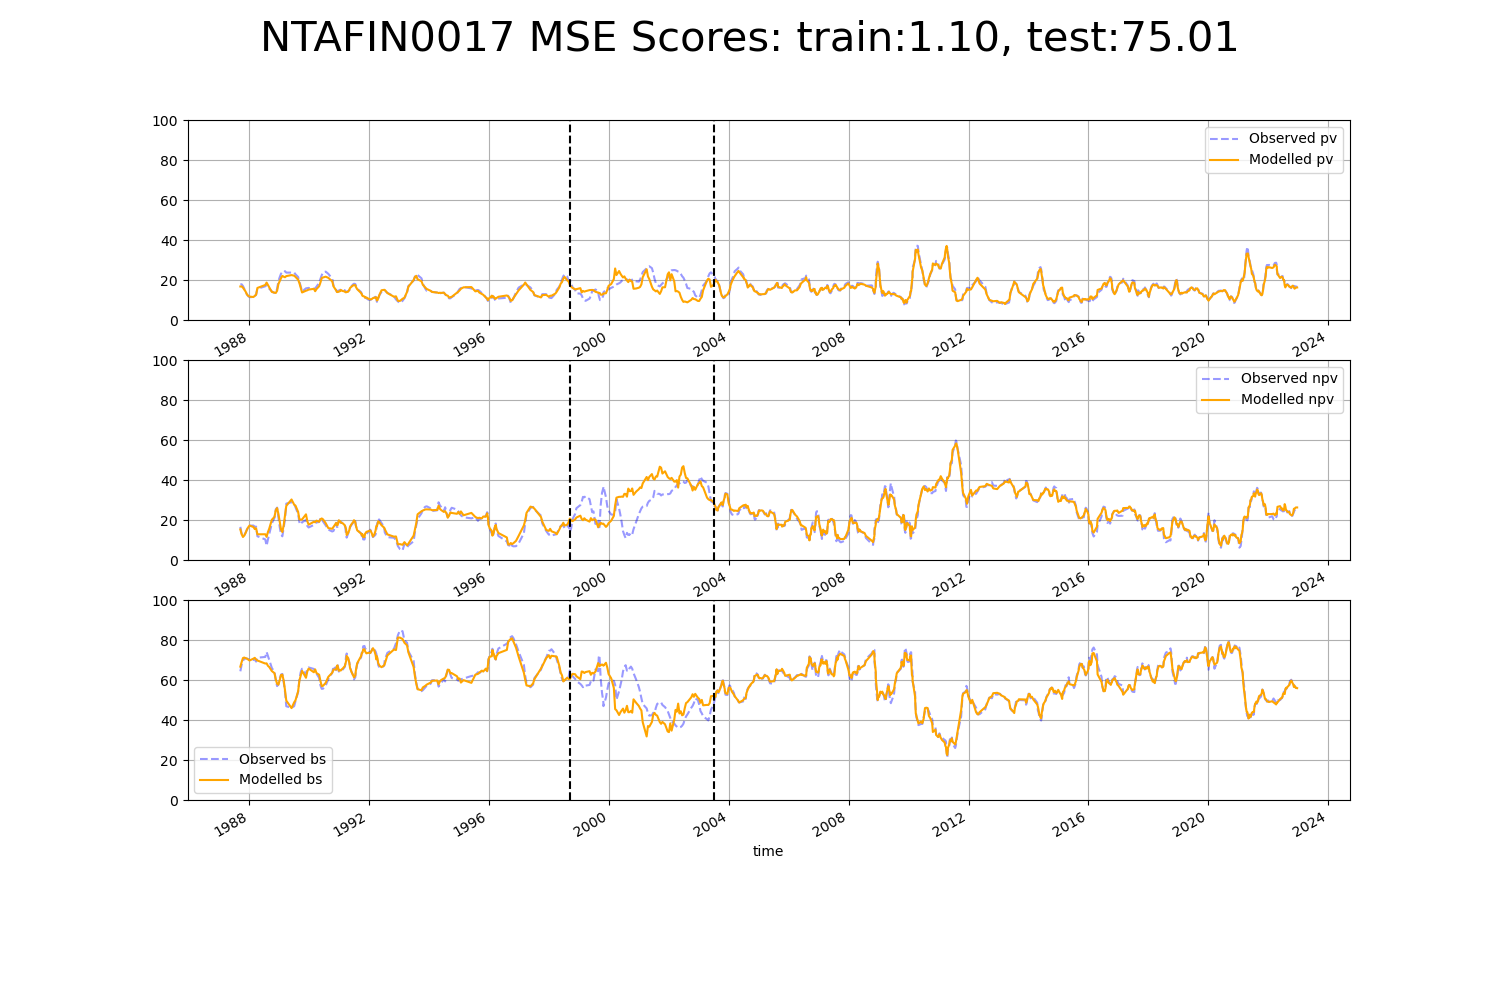 NTAFIN0017 MSE Scores: train:1.10, test:75.01
100
80
60
40
20
0
Observed pv
Modelled pv
1988 1992 1996 2000 2004 2008 2012 2016 2020 2024
100
80
60
40
20
0
Observed npv
Modelled npv
1988 1992 1996 2000 2004 2008 2012 2016 2020 2024
100
80
60
40
20
0
Observed bs
Modelled bs
1988 1992 1996 2000 2004 2008 2012 2016 2020 2024
time